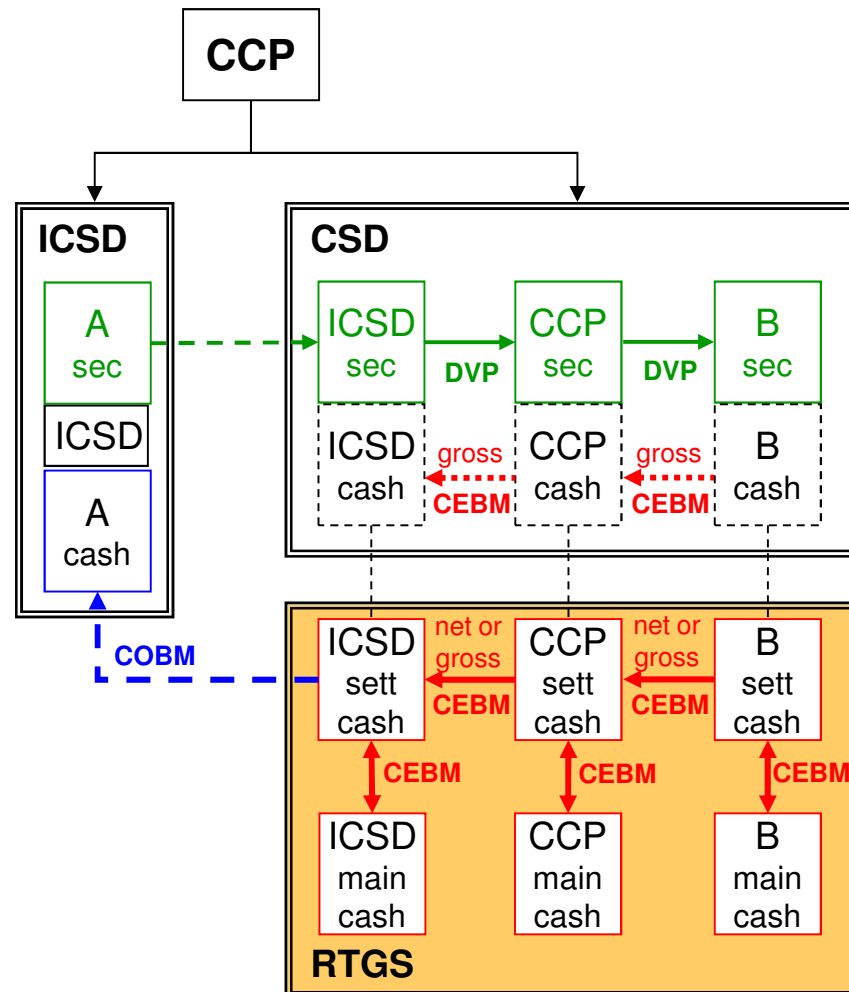 CCP
ICSD
A
sec
ICSD
A
cash
COBM
CSD
ICSD
sec
DVP
CCP
sec
DVP
B
sec
ICSD
cash
gross
CEBM
CCP
cash
gross
CEBM
B
cash
ICSD
sett
cash
net or
gross
CEBM
CCP
sett
cash
net or
gross
CEBM
B
sett
cash
CEBM
CEBM
CEBM
ICSD
main
cash
CCP
main
cash
B
main
cash
RTGS